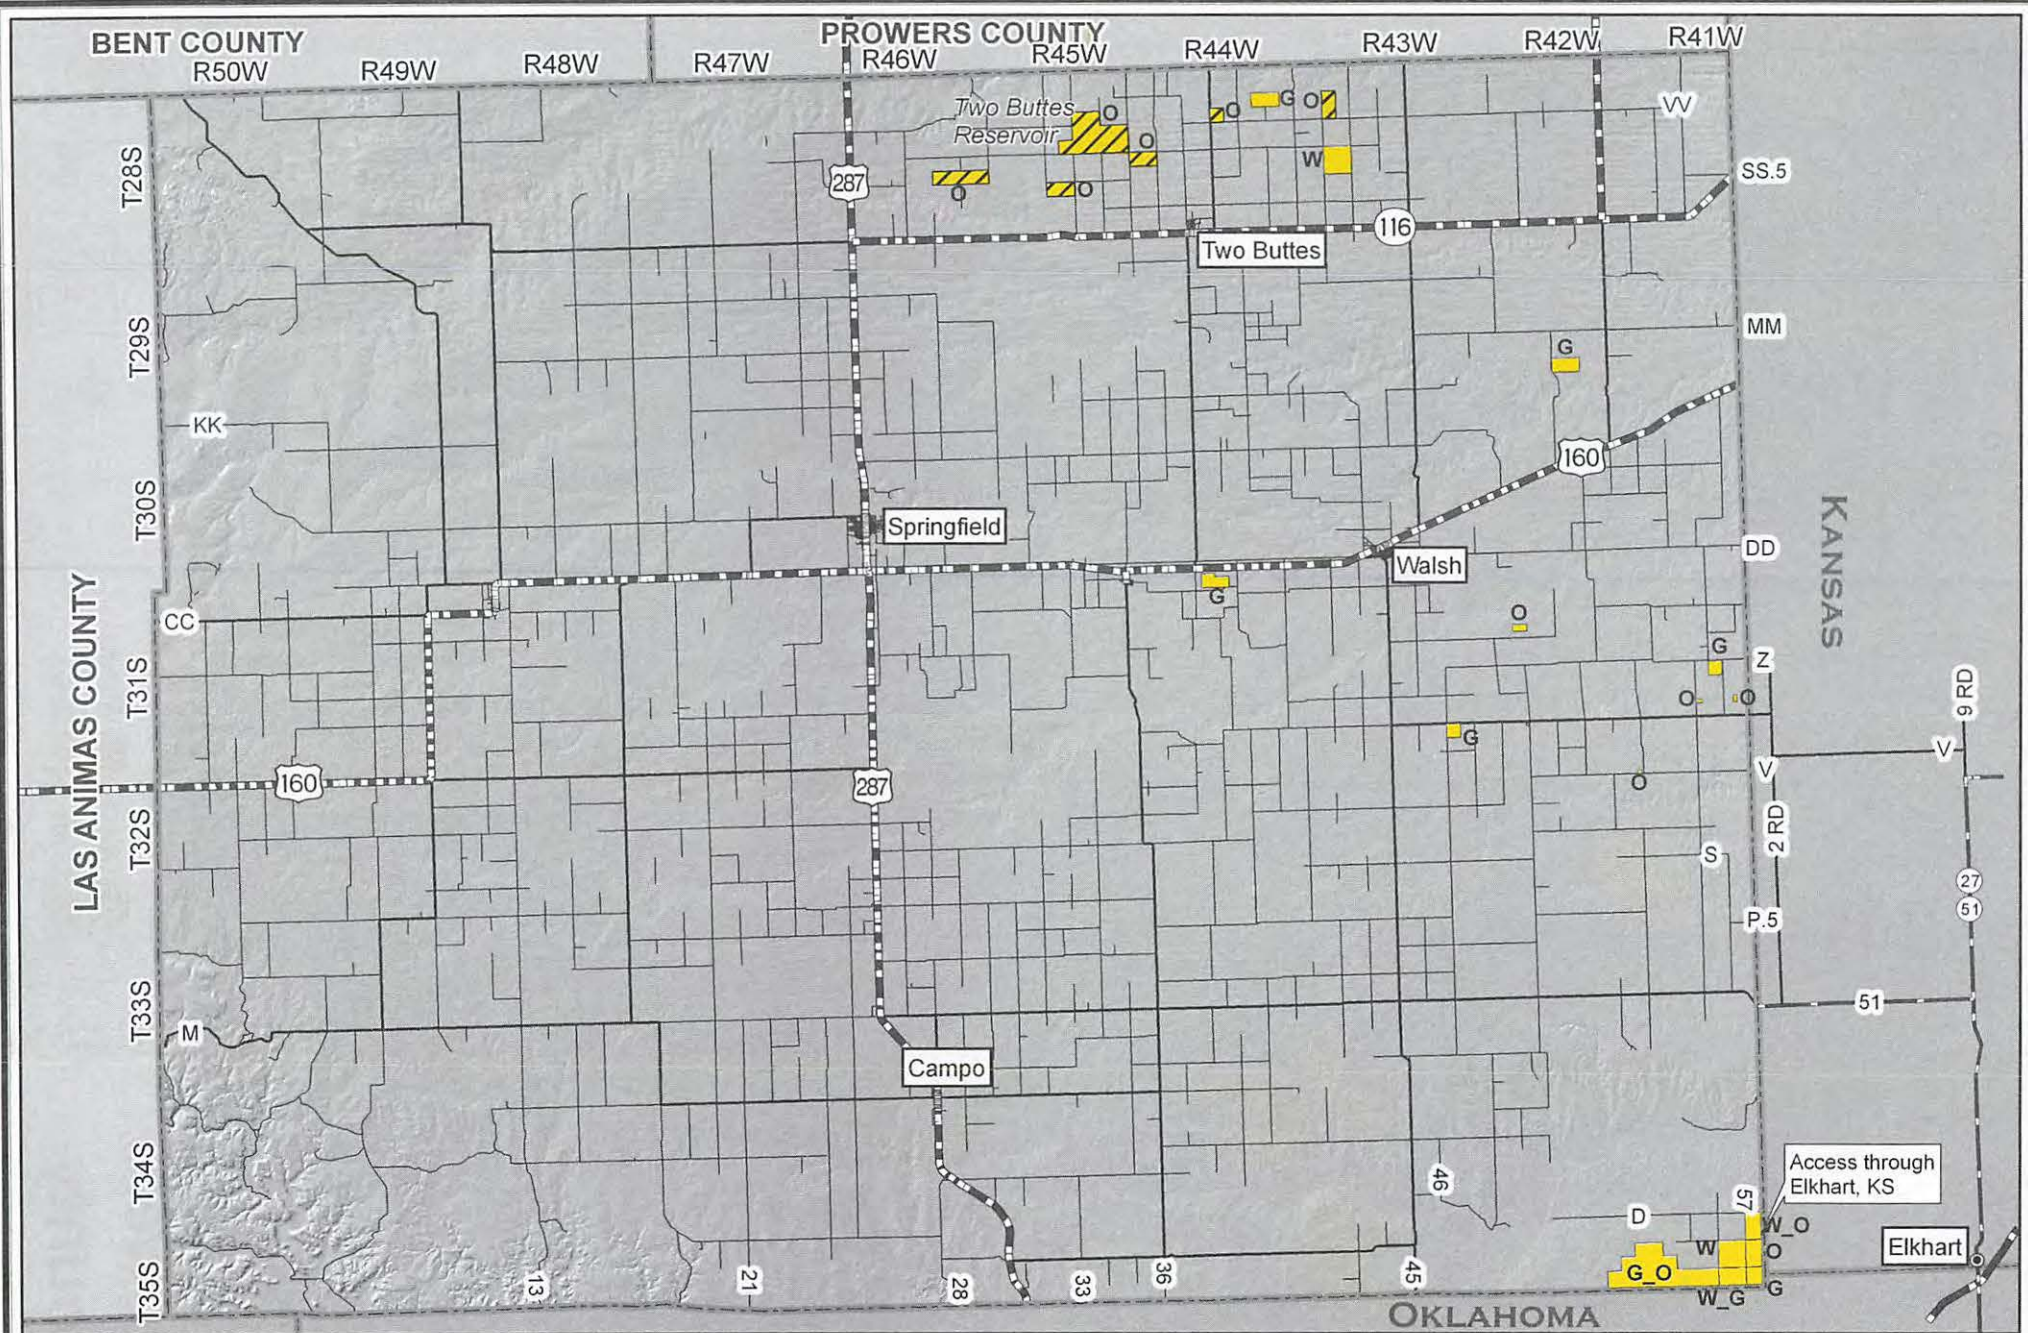 BENT COUNTY
PROWERS COUNTY
R50W
R49W
R48W
R47W
R46W
R45W
R44W
R43W
R42W
R41W
Two Buttes
Reservoir
O
O
O
G
O
W
VV
T28S
287
O
O
SS.5
116
Two Buttes
T29S
MM
G
KK
160
T30S
Springfield
KANSAS
DD
Walsh
G
O
CC
LAS ANIMAS COUNTY
G
Z
T31S
O
O
9 RD
G
V
V
160
287
O
2 RD
T32S
S
27
51
P.5
T33S
M
51
Campo
T34S
46
Access through
Elkhart, KS
57
D
W_O
W
O
Elkhart
G_O
G
W_G
T35S
13
21
28
33
36
45
OKLAHOMA